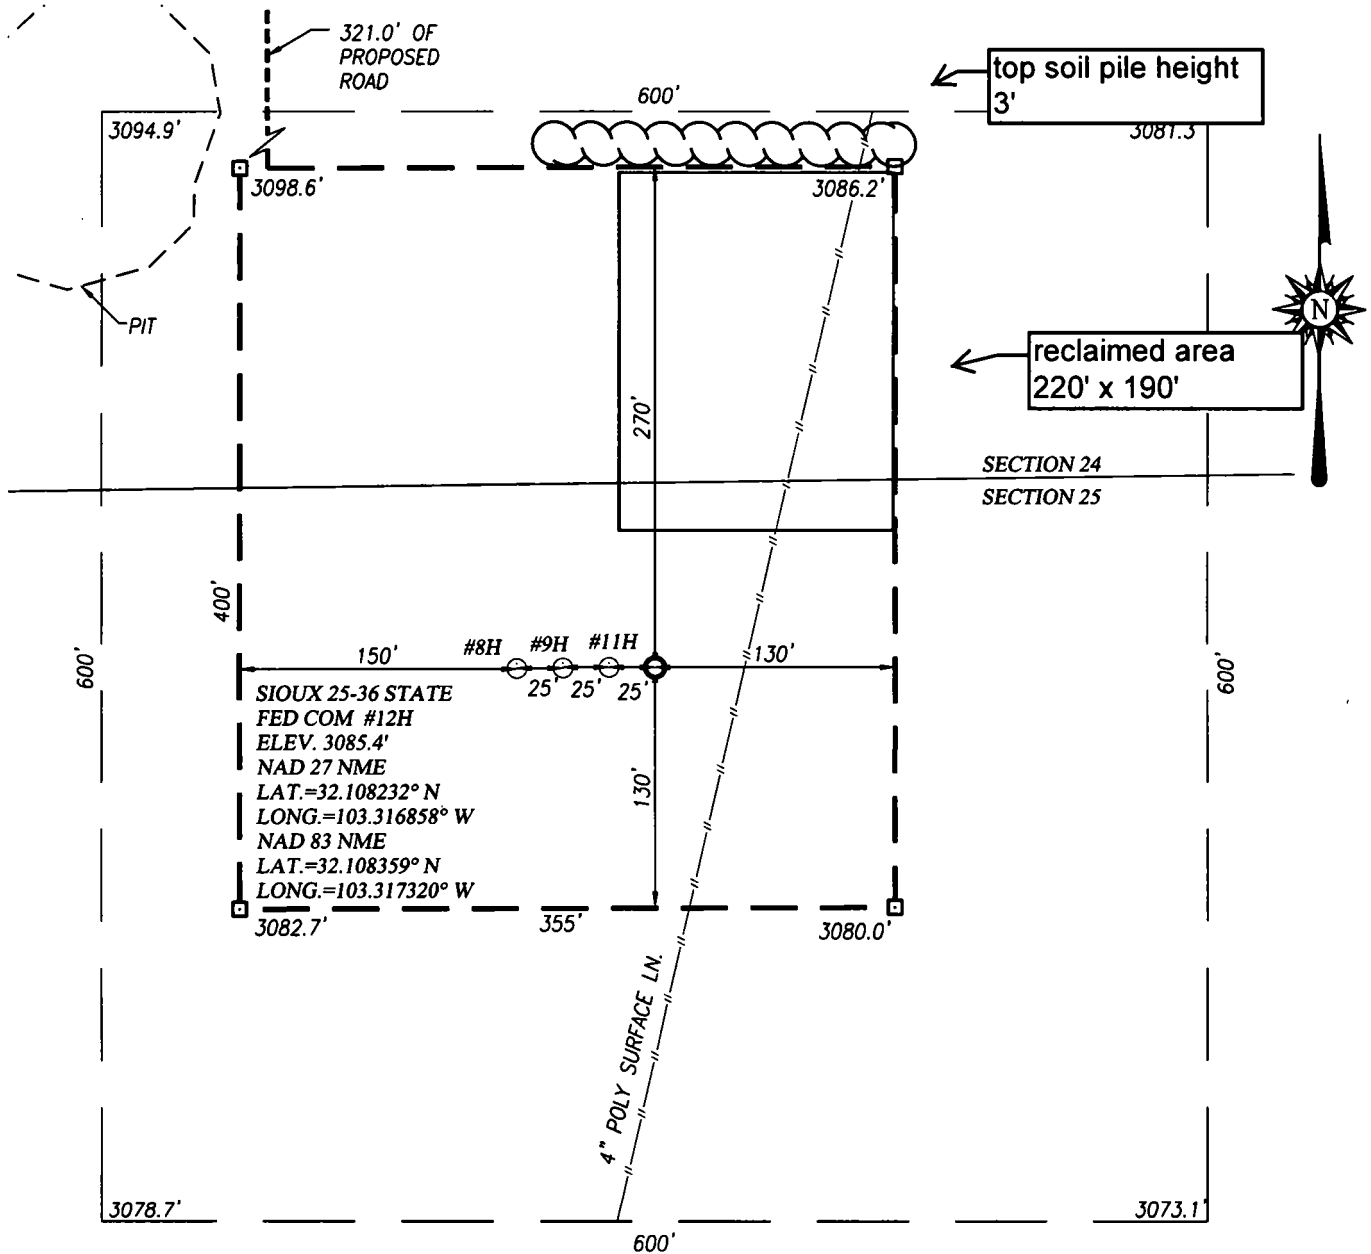 321.0' OF
PROPOSED
ROAD
top soil pile height
3'
600'
3094.9'
3081.3
3098.6'
3086.2'
PIT
N
reclaimed area
220' x 190'
270'
SECTION 24
SECTION 25
400'
600'
600'
150'
#8H
#9H
#11H
130'
25'
25'
25'
SIOUX 25-36 STATE
FED COM #12H
ELEV. 3085.4'
NAD 27 NME
LAT.=32.108232° N
LONG.=103.316858° W
NAD 83 NME
LAT.=32.108359° N
LONG.=103.317320° W
130'
3082.7'
355'
3080.0'
4" POLY SURFACE LN.
3078.7'
3073.1'
600'